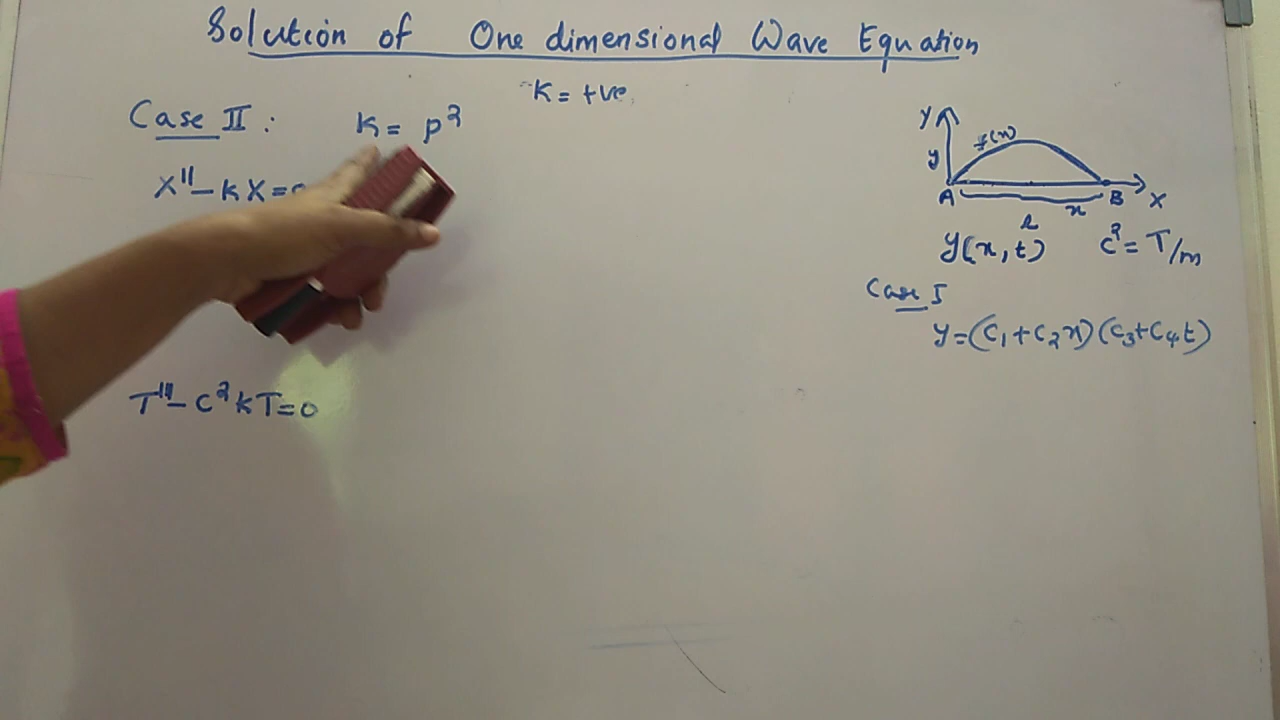 Solution of One dimensional Wave Equation
K = +ve
Case II : K = p²
X" - KX = 0
T" - c²kT = 0
Y
f(x)
y
A B X
x
l
y(x, t) c² = T/m
Case I
y = (C₁ + C₂x) (C₃ + C₄t)